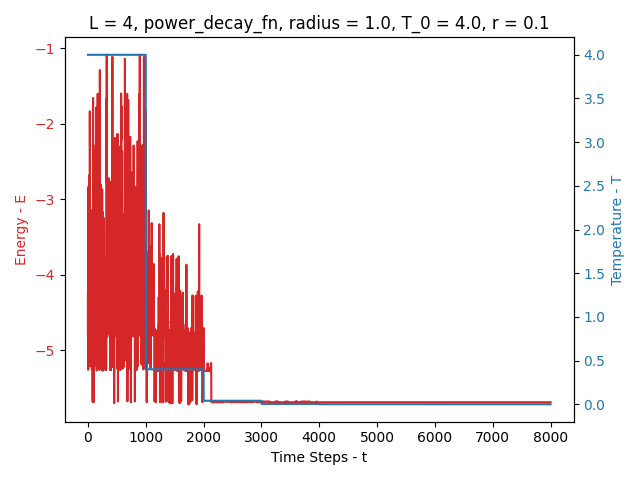 L = 4, power_decay_fn, radius = 1.0, T_0 = 4.0, r = 0.1
Energy - E
−1
−2
−3
−4
−5
4.0
3.5
3.0
2.5
2.0
1.5
1.0
0.5
0.0
Temperature - T
0 1000 2000 3000 4000 5000 6000 7000 8000
Time Steps - t